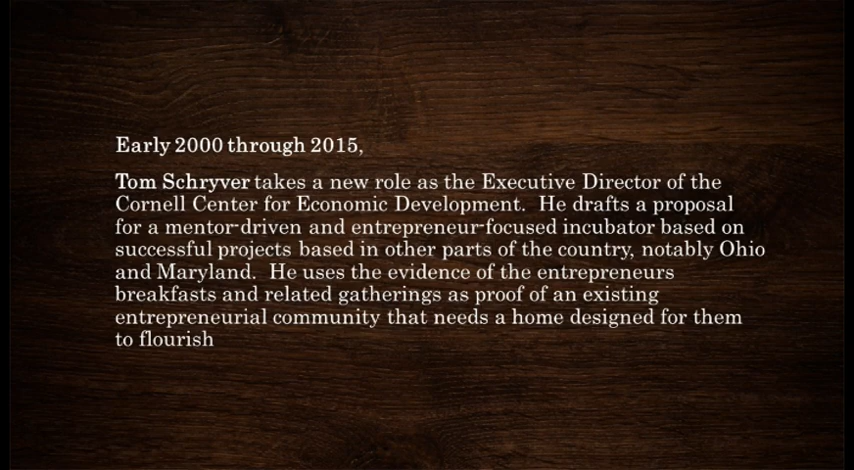 Early 2000 through 2015,
Tom Schryver takes a new role as the Executive Director of the
Cornell Center for Economic Development.  He drafts a proposal
for a mentor-driven and entrepreneur-focused incubator based on
successful projects based in other parts of the country, notably Ohio
and Maryland.  He uses the evidence of the entrepreneurs
breakfasts and related gatherings as proof of an existing
entrepreneurial community that needs a home designed for them
to flourish